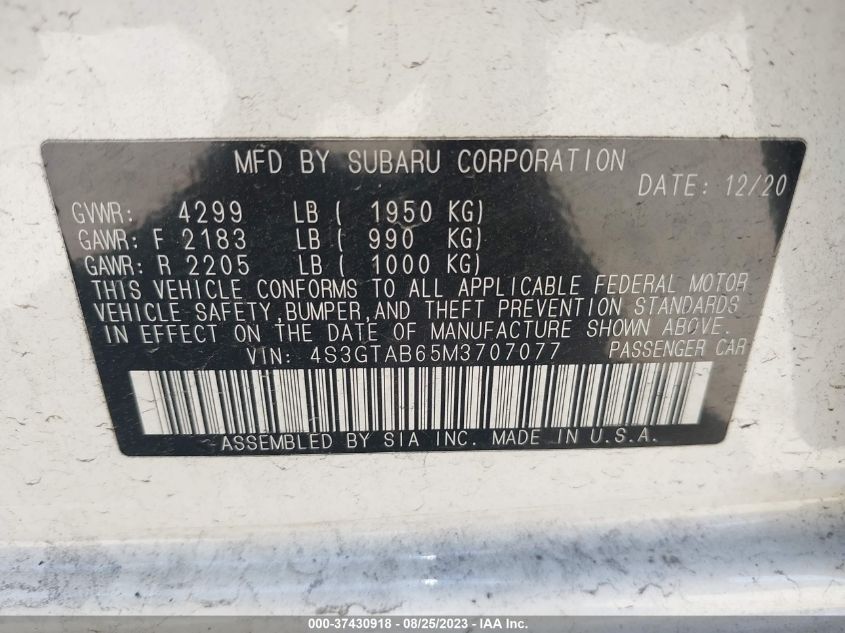 MFD BY SUBARU CORPORATION
DATE: 12/20
GVWR: 4299 LB ( 1950 KG)
GAWR: F 2183 LB ( 990 KG)
GAWR: R 2205 LB ( 1000 KG)
THIS VEHICLE CONFORMS TO ALL APPLICABLE FEDERAL MOTOR
VEHICLE SAFETY, BUMPER, AND THEFT PREVENTION STANDARDS
IN EFFECT ON THE DATE OF MANUFACTURE SHOWN ABOVE.
VIN: 4S3GTAB65M3707077 PASSENGER CAR
ASSEMBLED BY SIA INC. MADE IN U.S.A.
000-37430918 - 08/25/2023 - IAA Inc.